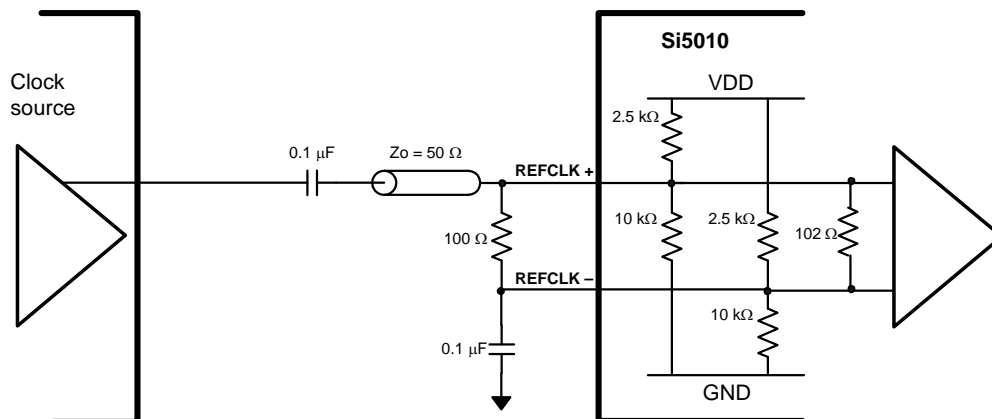 Si5010
Clock
source
VDD
2.5 kΩ
0.1 μF
Zo = 50 Ω
REFCLK +
10 kΩ
2.5 kΩ
102 Ω
100 Ω
REFCLK –
10 kΩ
0.1 μF
GND